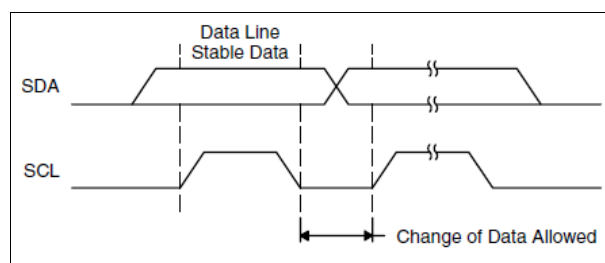 Data Line
Stable Data
SDA
SCL
Change of Data Allowed